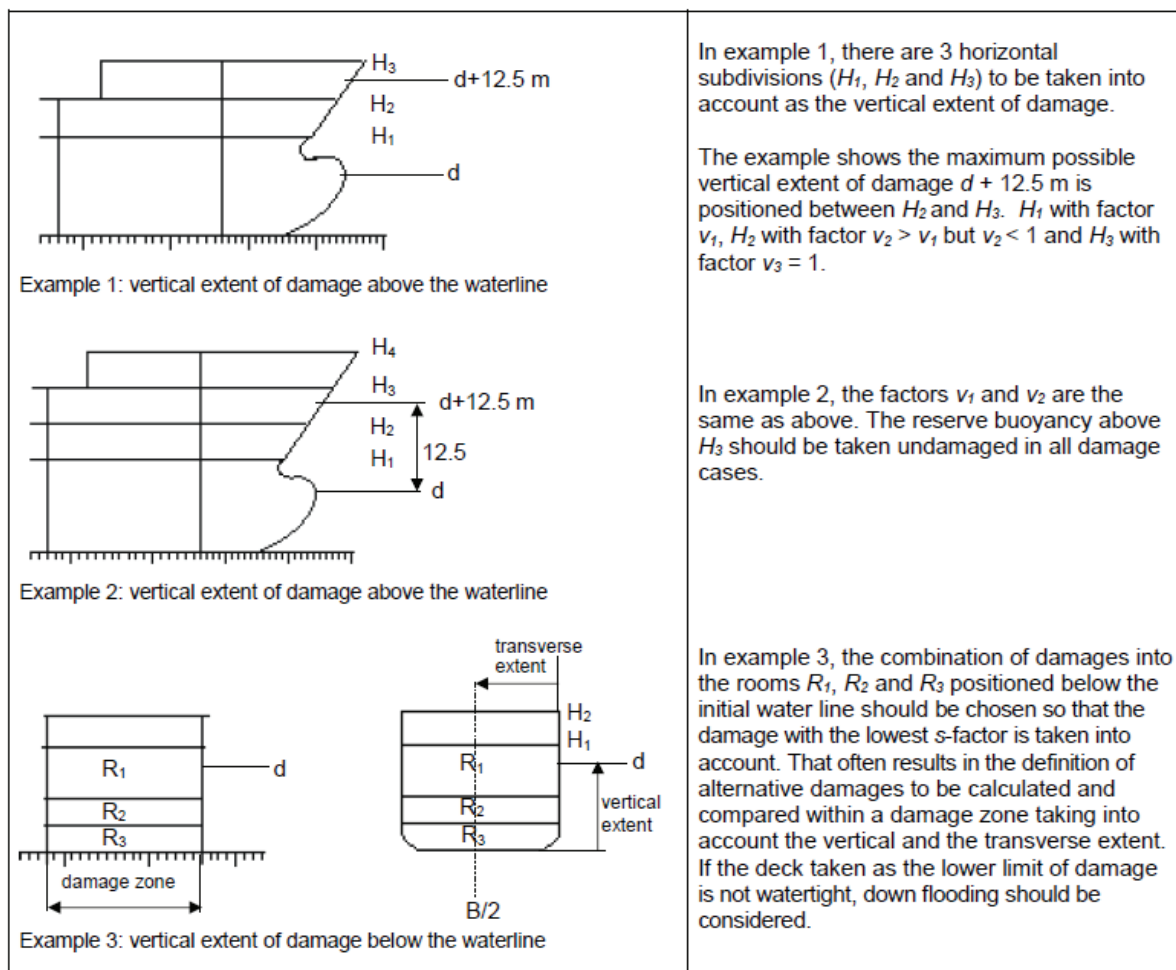 H3
d+12.5 m
H2
H1
d
Example 1: vertical extent of damage above the waterline
In example 1, there are 3 horizontal
subdivisions (H1, H2 and H3) to be taken into
account as the vertical extent of damage.
The example shows the maximum possible
vertical extent of damage d + 12.5 m is
positioned between H2 and H3. H1 with factor
v1, H2 with factor v2 > v1 but v2 < 1 and H3 with
factor v3 = 1.
H4
H3
d+12.5 m
H2
H1
12.5
d
Example 2: vertical extent of damage above the waterline
In example 2, the factors v1 and v2 are the
same as above. The reserve buoyancy above
H3 should be taken undamaged in all damage
cases.
R1
d
R2
R3
damage zone
transverse
extent
H2
H1
R1
d
R2
vertical
extent
R3
B/2
Example 3: vertical extent of damage below the waterline
In example 3, the combination of damages into
the rooms R1, R2 and R3 positioned below the
initial water line should be chosen so that the
damage with the lowest s-factor is taken into
account. That often results in the definition of
alternative damages to be calculated and
compared within a damage zone taking into
account the vertical and the transverse extent.
If the deck taken as the lower limit of damage
is not watertight, down flooding should be
considered.